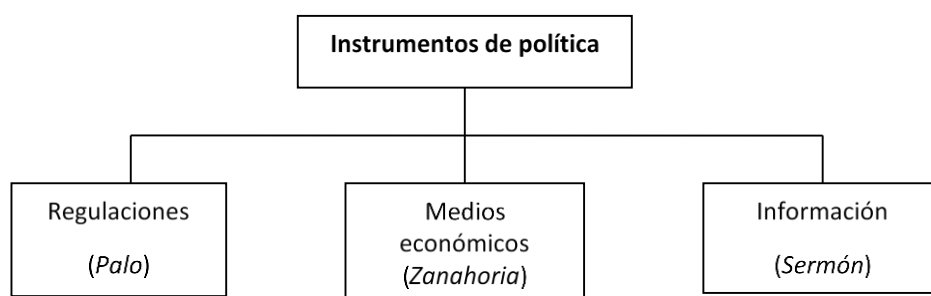 Instrumentos de política
Regulaciones
(Palo)
Medios
económicos
(Zanahoria)
Información
(Sermón)